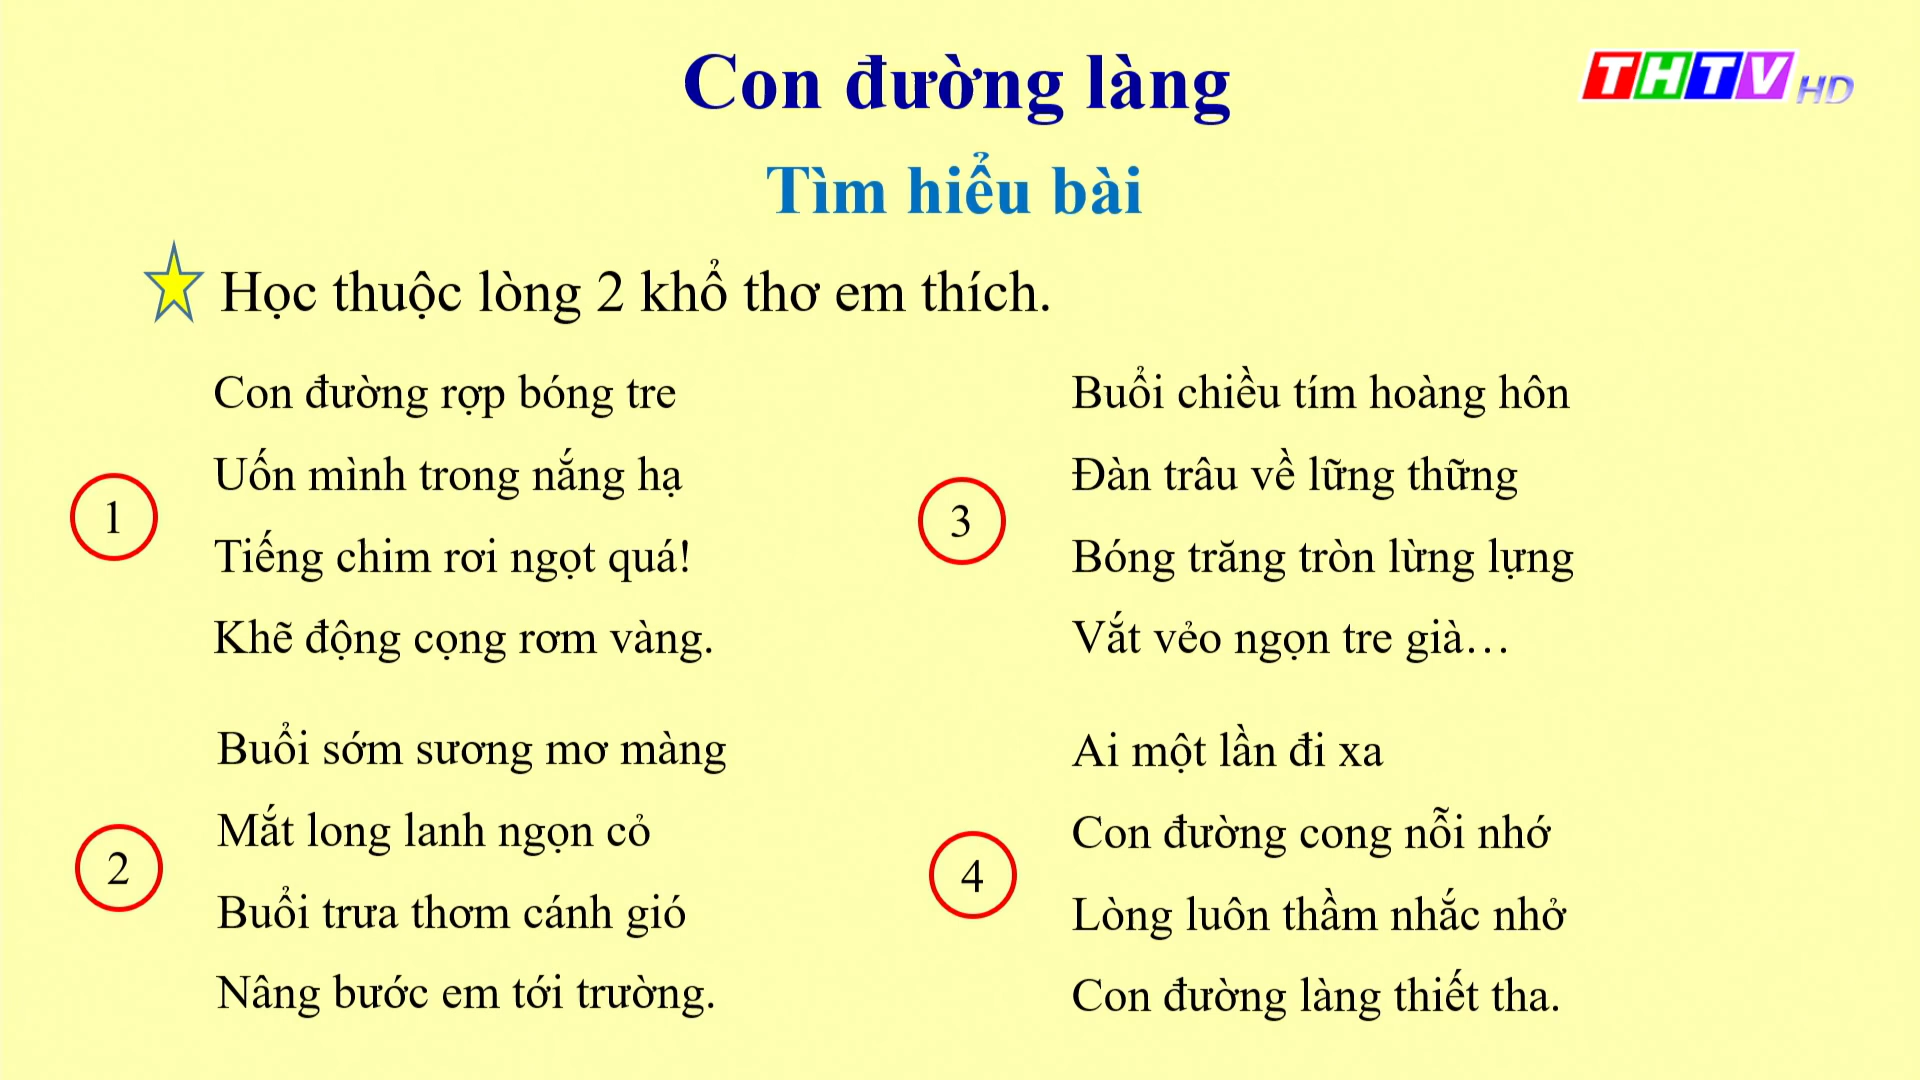 Con đường làng
THTV HD
Tìm hiểu bài
Học thuộc lòng 2 khổ thơ em thích.
1
Con đường rợp bóng tre
Uốn mình trong nắng hạ
Tiếng chim rơi ngọt quá!
Khẽ động cọng rơm vàng.
2
Buổi sớm sương mơ màng
Mắt long lanh ngọn cỏ
Buổi trưa thơm cánh gió
Nâng bước em tới trường.
3
Buổi chiều tím hoàng hôn
Đàn trâu về lững thững
Bóng trăng tròn lừng lựng
Vắt vẻo ngọn tre già…
4
Ai một lần đi xa
Con đường cong nỗi nhớ
Lòng luôn thầm nhắc nhở
Con đường làng thiết tha.